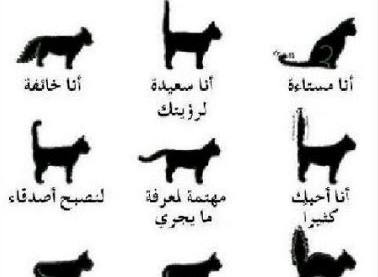 أنا مستاءة
أنا سعيدة
لرؤيتك
أنا خائفة
أنا أحبك
كثيرا
مهتمة لمعرفة
ما يجري
لنصبح أصدقاء